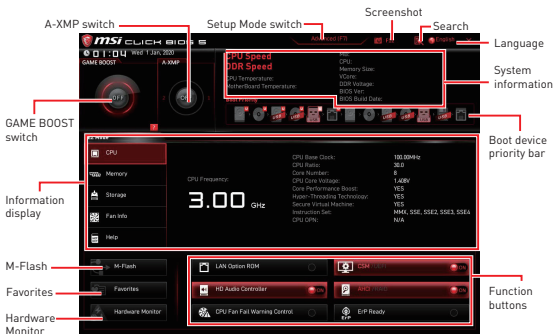 Screenshot
A-XMP switch
Setup Mode switch
Search
Advanced (F7)
F12
English
Language
msi CLICK BIOS 5
01:04 Wed 1 Jan, 2020
GAME BOOST
A-XMP
CPU Speed
DDR Speed
CPU Temperature:
MotherBoard Temperature:
MB:
CPU:
Memory Size:
VCore:
DDR Voltage:
BIOS Ver:
BIOS Build Date:
System
information
OFF
Boot Priority
GAME BOOST
switch
Boot device
priority bar
CPU
Memory
Storage
Fan Info
Help
CPU Frequency:
3.00 GHz
CPU Base Clock: 100.00MHz
CPU Ratio: 30.0
Core Number: 8
CPU Core Voltage: 1.408V
Core Performance Boost: YES
Hyper-Threading Technology: YES
Secure Virtual Machine: YES
Instruction Set: MMX, SSE, SSE2, SSE3, SSE4
CPU OPN: N/A
Information
display
M-Flash
M-Flash
LAN Option ROM
CSM
ON
Favorites
Favorites
HD Audio Controller
ON
AHCI
ON
Function
buttons
Hardware
Monitor
Hardware Monitor
CPU Fan Fail Warning Control
ErP
ErP Ready